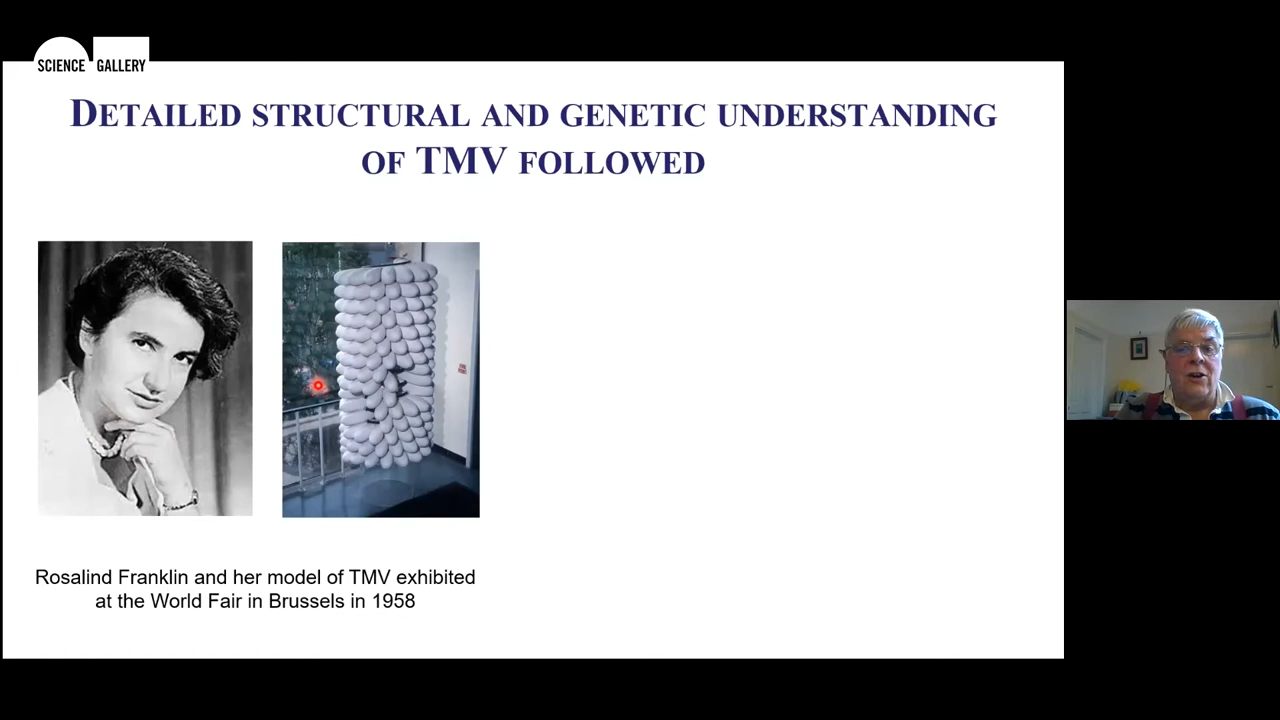 SCIENCE GALLERY
DETAILED STRUCTURAL AND GENETIC UNDERSTANDING
OF TMV FOLLOWED
Rosalind Franklin and her model of TMV exhibited
at the World Fair in Brussels in 1958